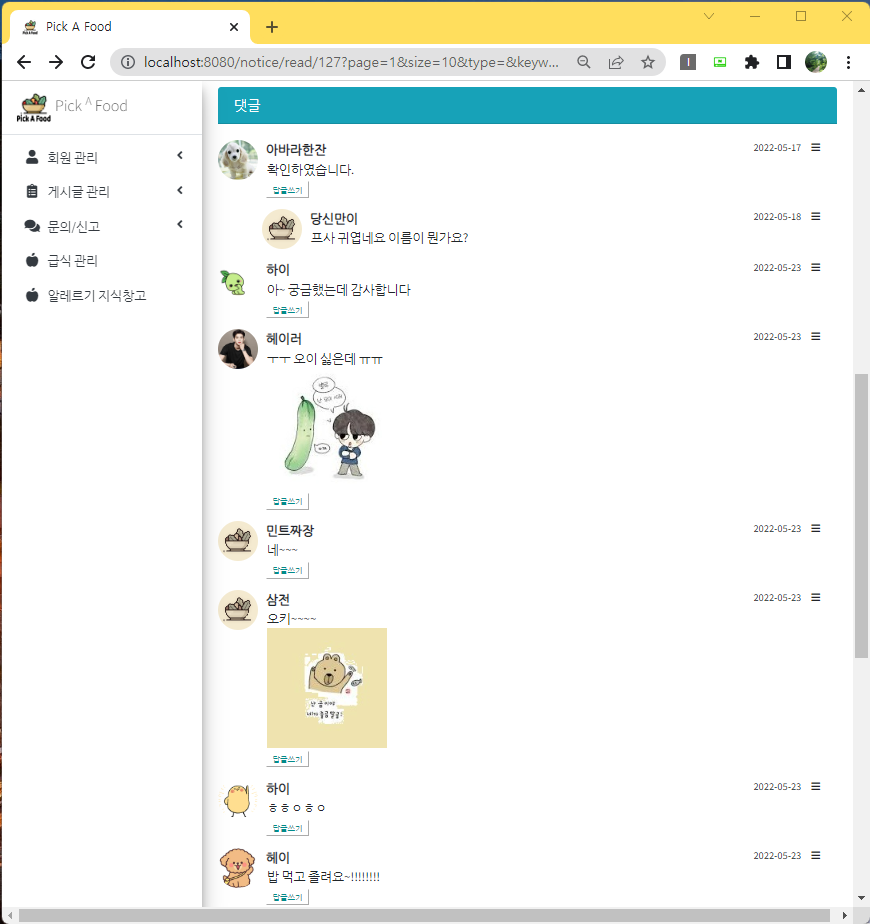 Pick A Food
localhost:8080/notice/read/127?page=1&size=10&type=&keyw...
Pick A Food
Pick A Food
회원 관리
게시글 관리
문의/신고
급식 관리
알레르기 지식창고
댓글
아바라한잔
2022-05-17
확인하였습니다.
답글쓰기
당신만이
2022-05-18
프사 귀엽네요 이름이 뭔가요?
하이
2022-05-23
아~ 궁금했는데 감사합니다
답글쓰기
헤이러
2022-05-23
ㅜㅜ 오이 싫은데 ㅠㅠ
답글쓰기
민트짜장
2022-05-23
네~~~
답글쓰기
삼전
2022-05-23
오키~~~~
답글쓰기
하이
2022-05-23
ㅎㅎㅇㅎㅇ
답글쓰기
헤이
2022-05-23
밥 먹고 졸려요~!!!!!!!!
답글쓰기